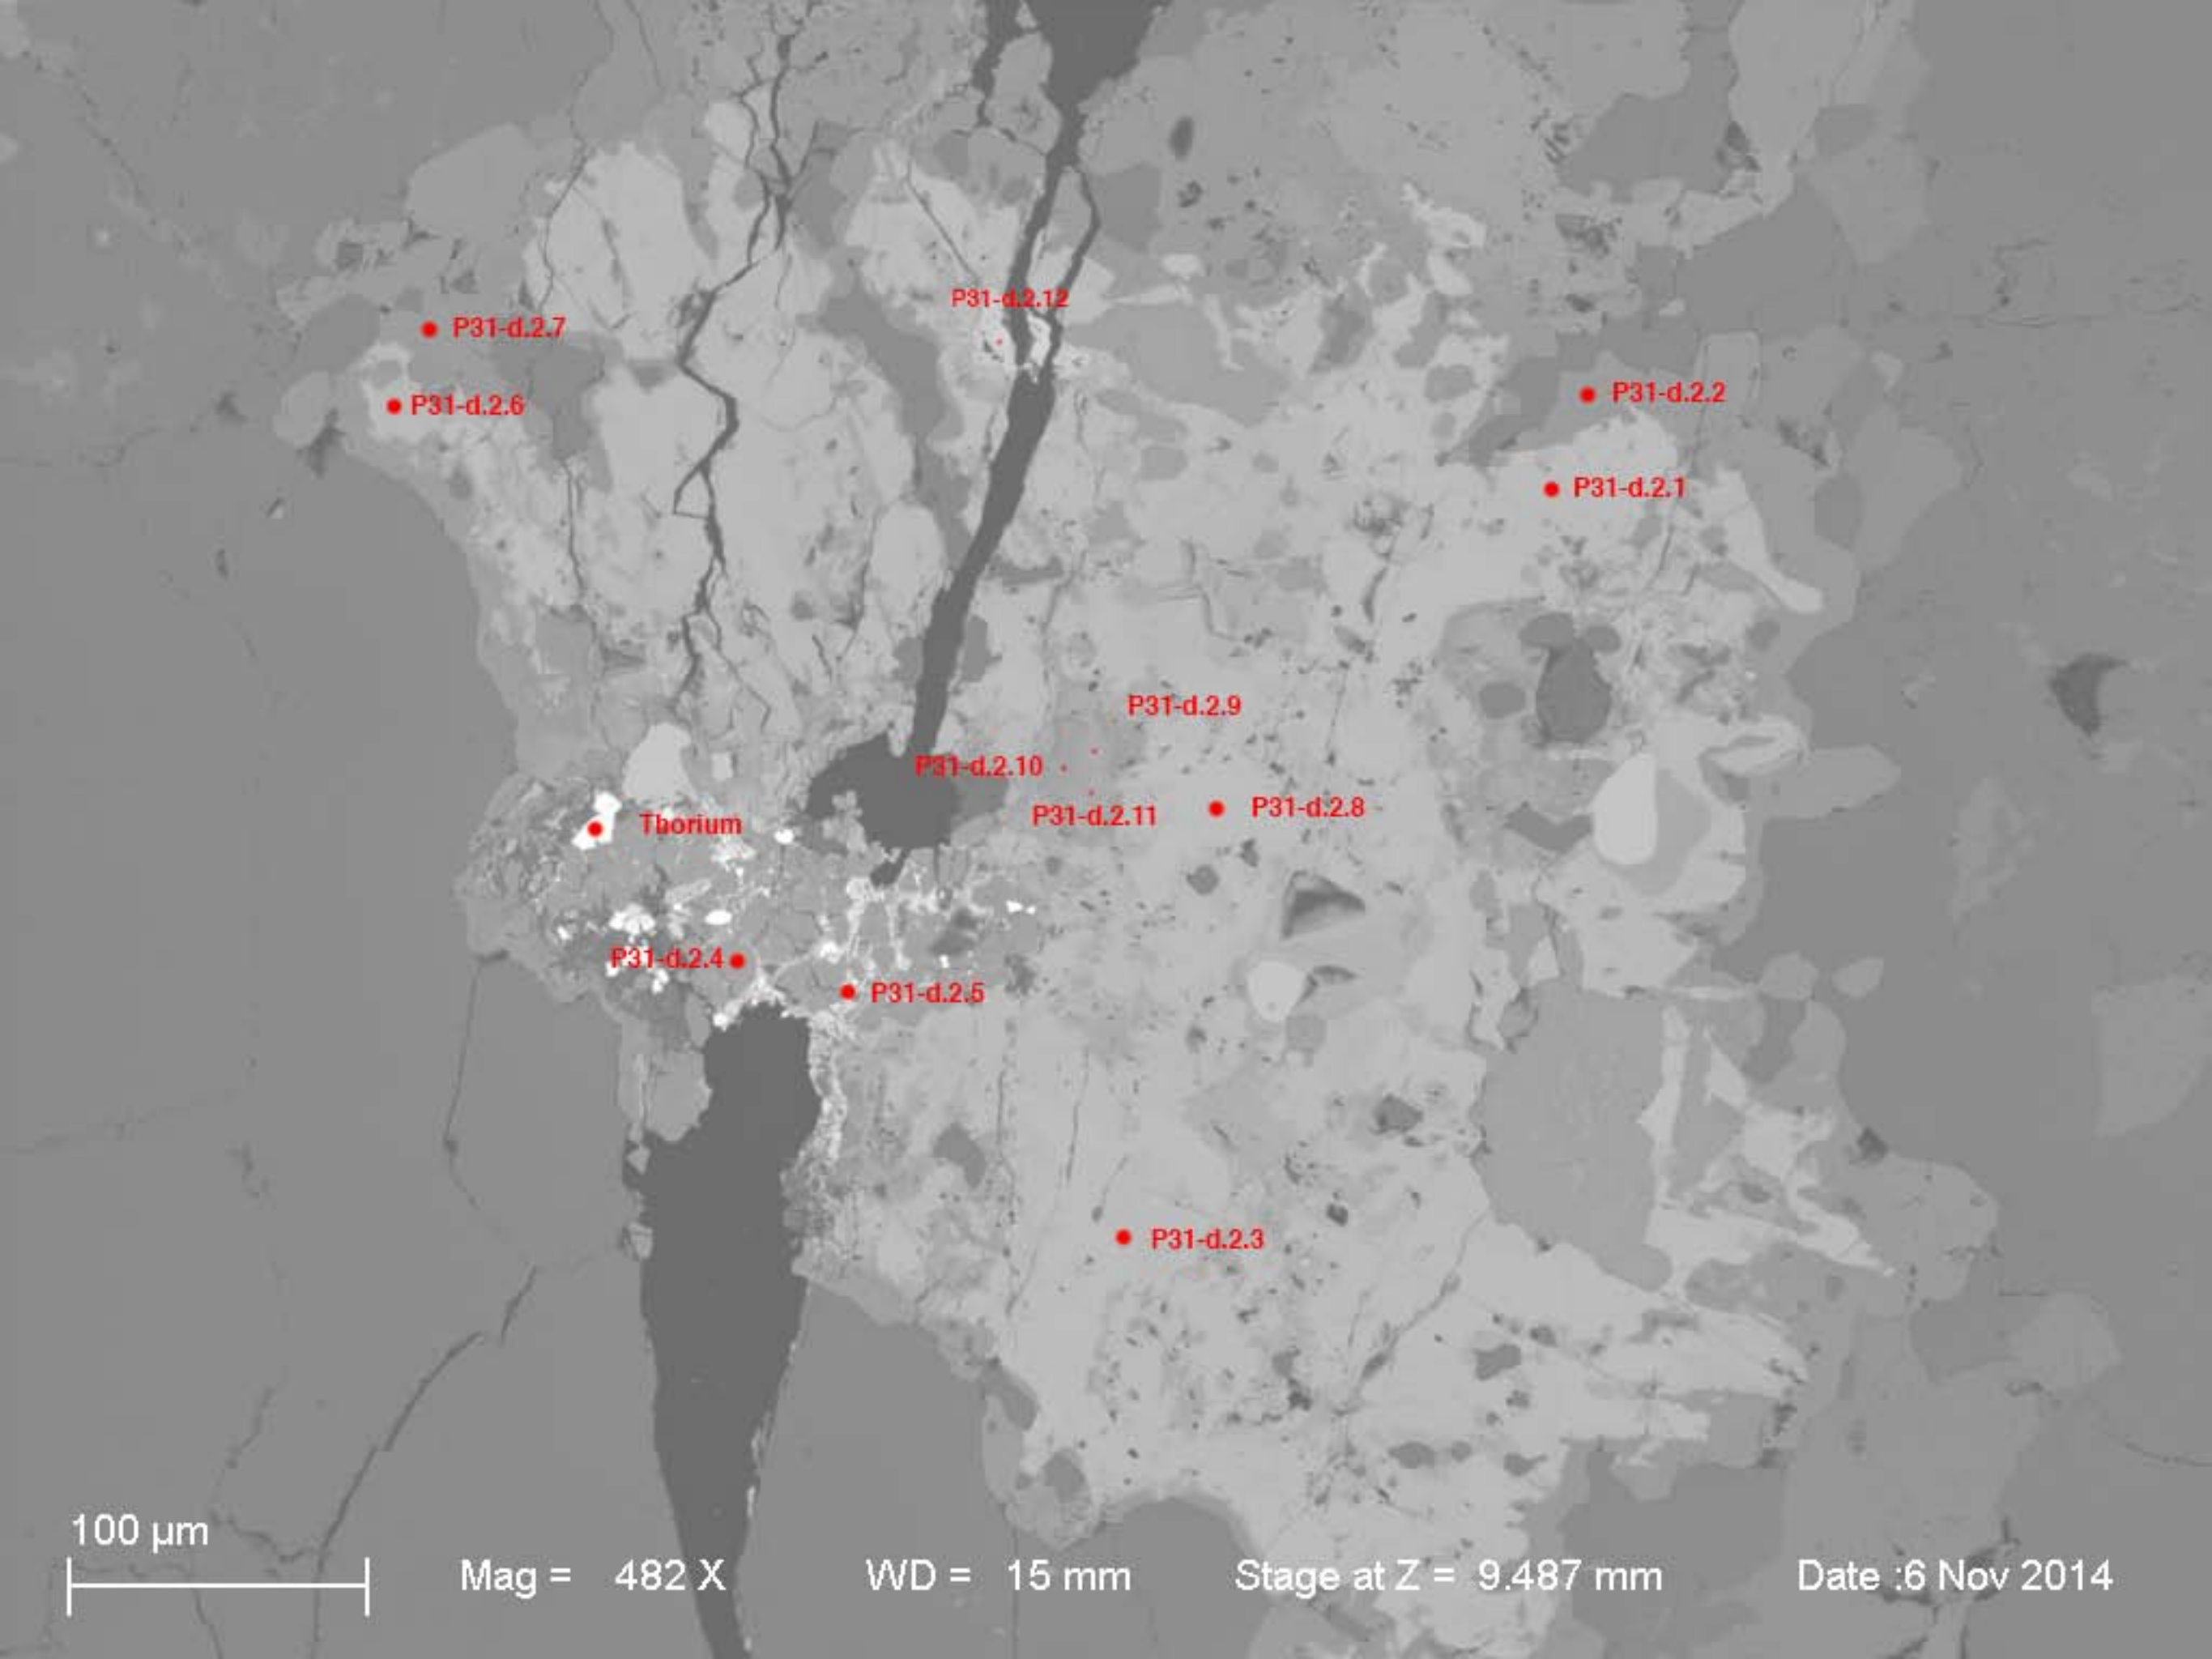 P31-d.2.12
P31-d.2.7
P31-d.2.6
P31-d.2.2
P31-d.2.1
P31-d.2.9
P31-d.2.10
P31-d.2.11
P31-d.2.8
Thorium
P31-d.2.4
P31-d.2.5
P31-d.2.3
100 µm
Mag = 482 X WD = 15 mm Stage at Z = 9.487 mm Date :6 Nov 2014